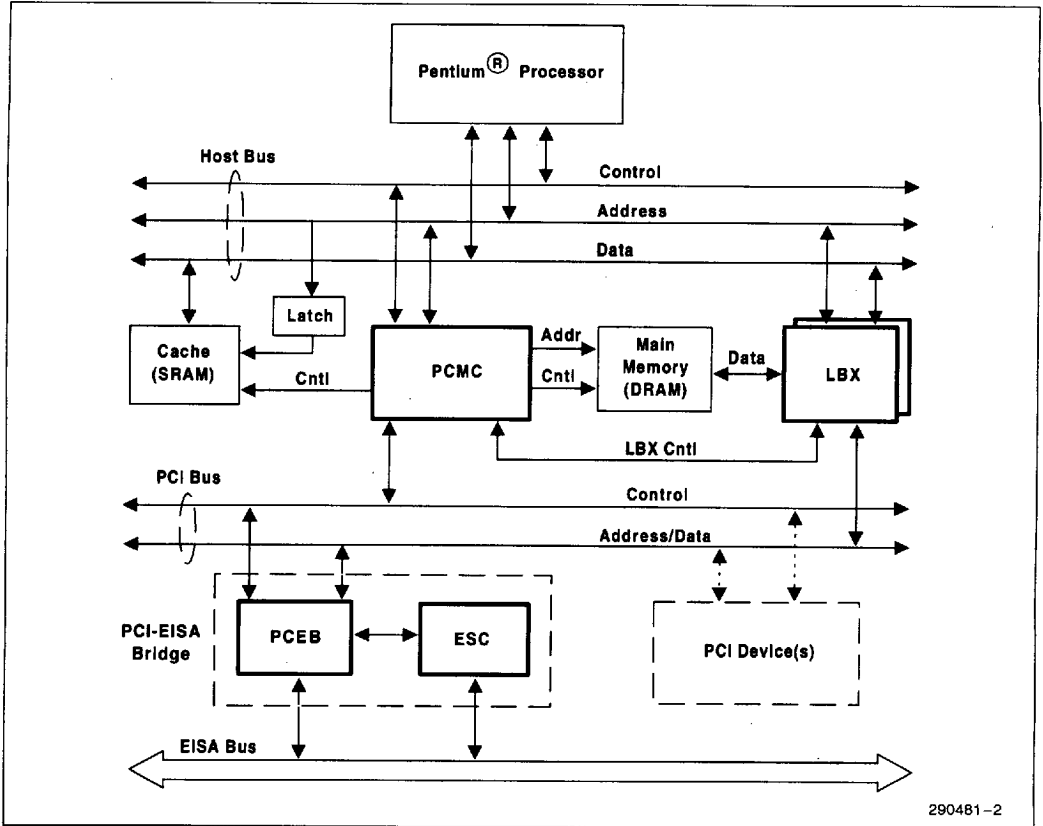 Pentium® Processor
Host Bus
Control
Address
Data
Latch
Cache
(SRAM)
Cntl
PCMC
Addr
Cntl
Main
Memory
(DRAM)
Data
LBX
LBX Cntl
PCI Bus
Control
Address/Data
PCI-EISA
Bridge
PCEB
ESC
PCI Device(s)
EISA Bus
290481-2